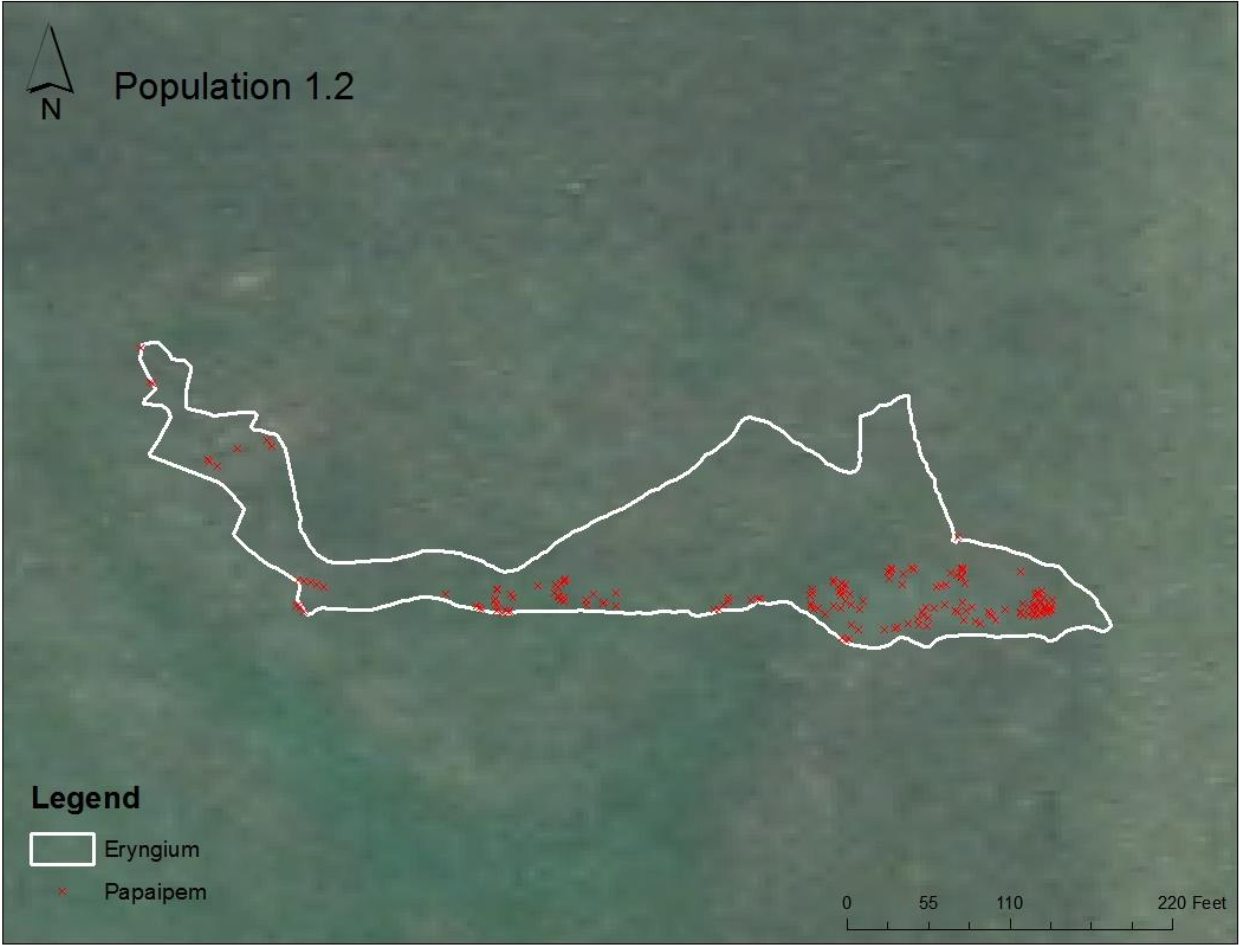 N
Population 1.2
Legend
Eryngium
Papaipem
0 55 110 220 Feet